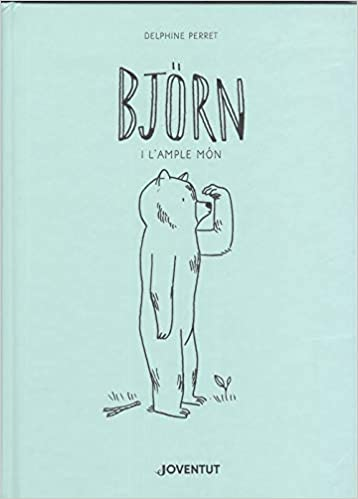 DELPHINE PERRET
BJÖRN
I L'AMPLE MÓN
JOVENTUT